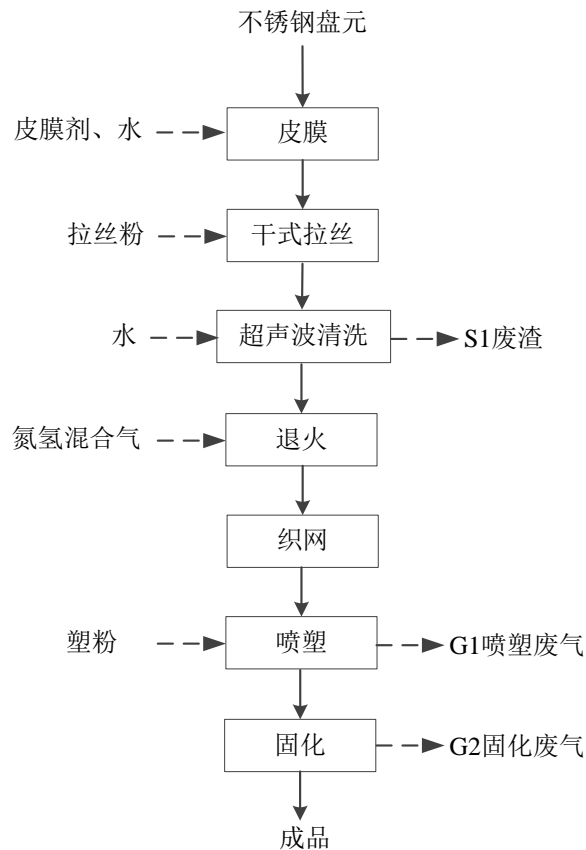 不锈钢盘元
皮膜剂、水
皮膜
拉丝粉
干式拉丝
水
超声波清洗
S1废渣
氮氢混合气
退火
织网
塑粉
喷塑
G1喷塑废气
固化
G2固化废气
成品